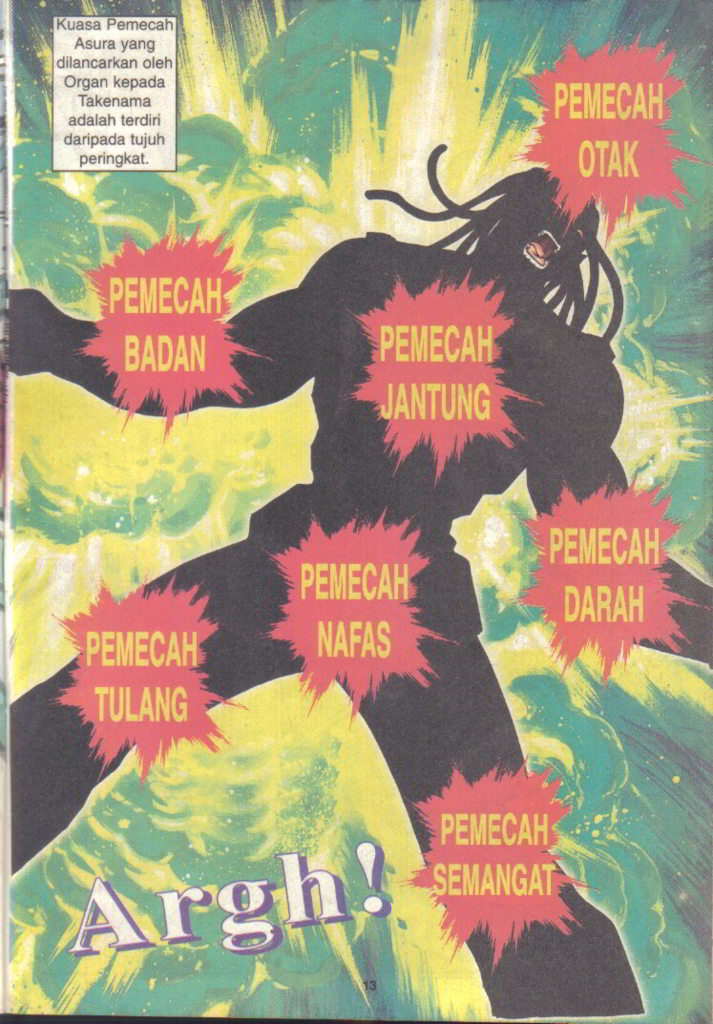 Kuasa Pemecah
Asura yang
dilancarkan oleh
Organ kepada
Takenama
adalah terdiri
daripada tujuh
peringkat.
PEMECAH
OTAK
PEMECAH
BADAN
PEMECAH
JANTUNG
PEMECAH
DARAH
PEMECAH
NAFAS
PEMECAH
TULANG
PEMECAH
SEMANGAT
Argh!
13